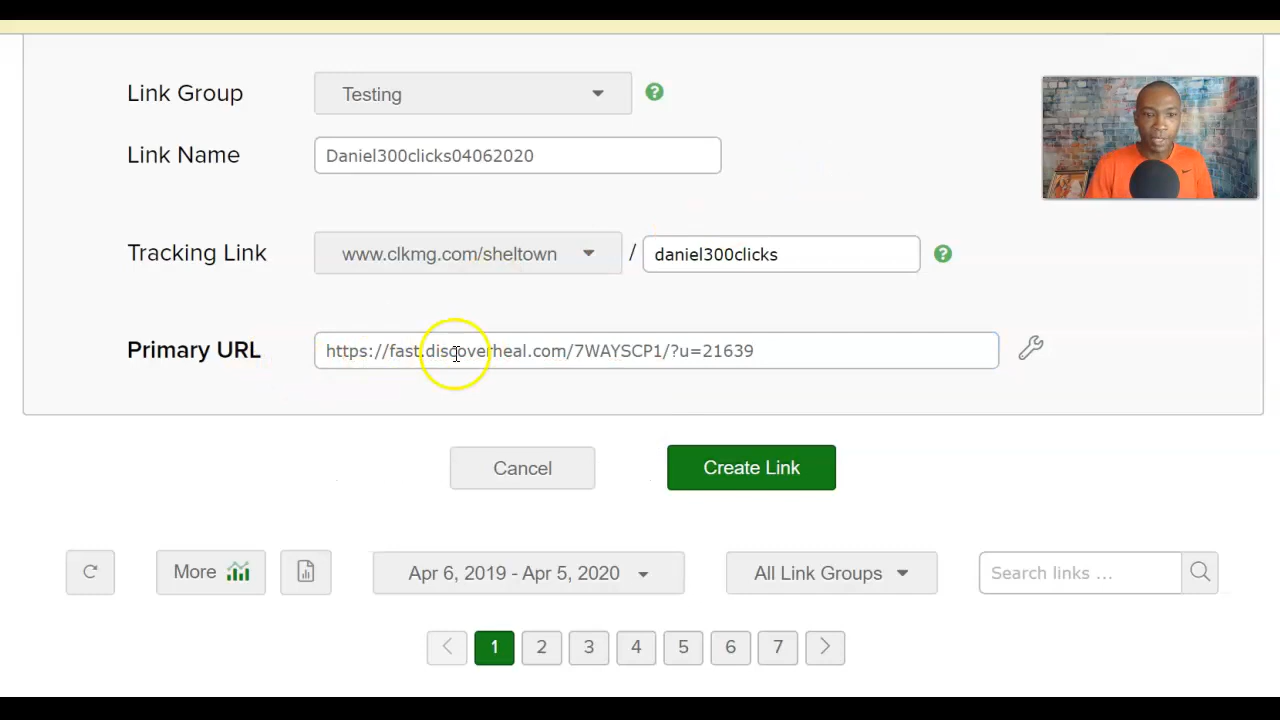 Link Group
Testing
?
Link Name
Daniel300clicks04062020
Tracking Link
www.clkmg.com/sheltown
/
daniel300clicks
?
Primary URL
https://fast.discoverheal.com/7WAYSCP1/?u=21639
Cancel
Create Link
More
Apr 6, 2019 - Apr 5, 2020
All Link Groups
Search links ...
1 2 3 4 5 6 7